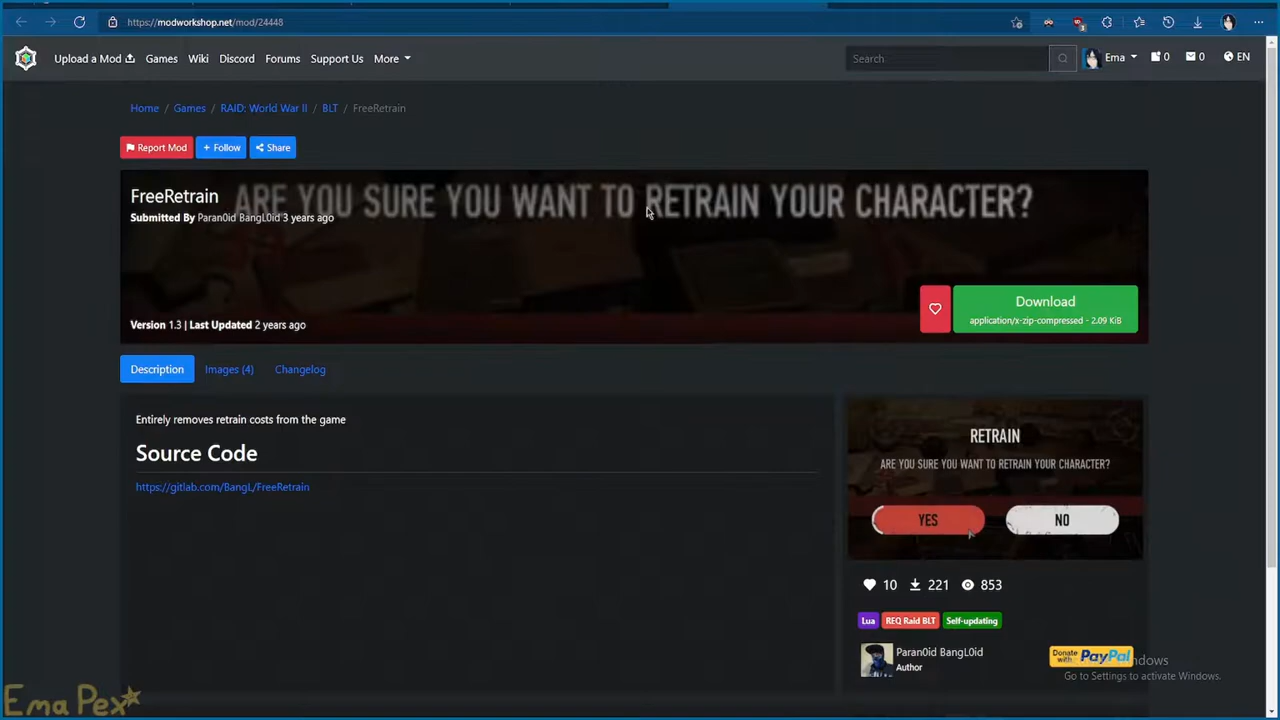 https://modworkshop.net/mod/24448
3
Upload a Mod Games Wiki Discord Forums Support Us More Search Ema 0 0 EN
Home / Games / RAID: World War II / BLT / FreeRetrain
Report Mod + Follow Share
ARE YOU SURE YOU WANT TO RETRAIN YOUR CHARACTER?
FreeRetrain
Submitted By Paran0id BangL0id 3 years ago
Download
application/x-zip-compressed - 2.09 KiB
Version 1.3 | Last Updated 2 years ago
Description Images (4) Changelog
Entirely removes retrain costs from the game
Source Code
https://gitlab.com/BangL/FreeRetrain
RETRAIN
ARE YOU SURE YOU WANT TO RETRAIN YOUR CHARACTER?
YES NO
10 221 853
Lua REQ Raid BLT Self-updating
Paran0id BangL0id
Author
Donate with PayPal
ndows
Go to Settings to activate Windows.
Ema Pex